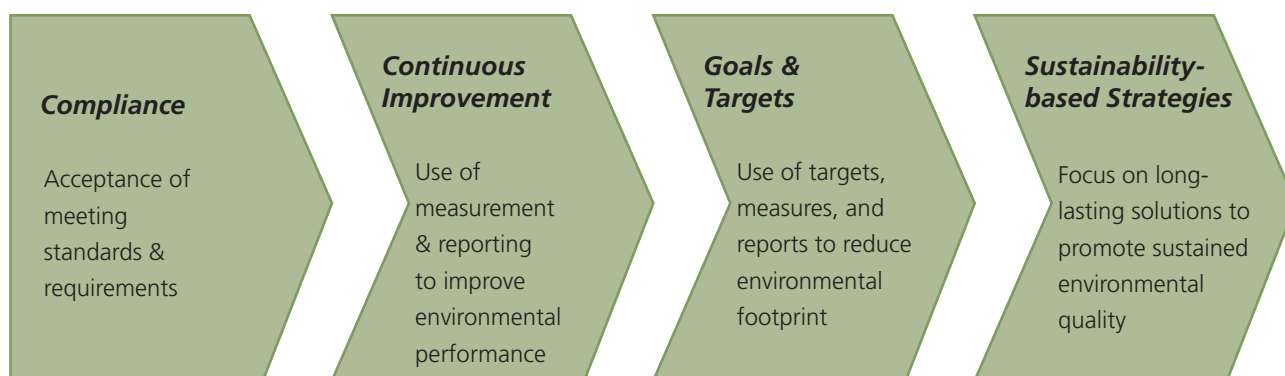 Compliance
Acceptance of
meeting
standards &
requirements
Continuous
Improvement
Use of
measurement
& reporting
to improve
environmental
performance
Goals &
Targets
Use of targets,
measures, and
reports to reduce
environmental
footprint
Sustainability-
based Strategies
Focus on long-
lasting solutions to
promote sustained
environmental
quality